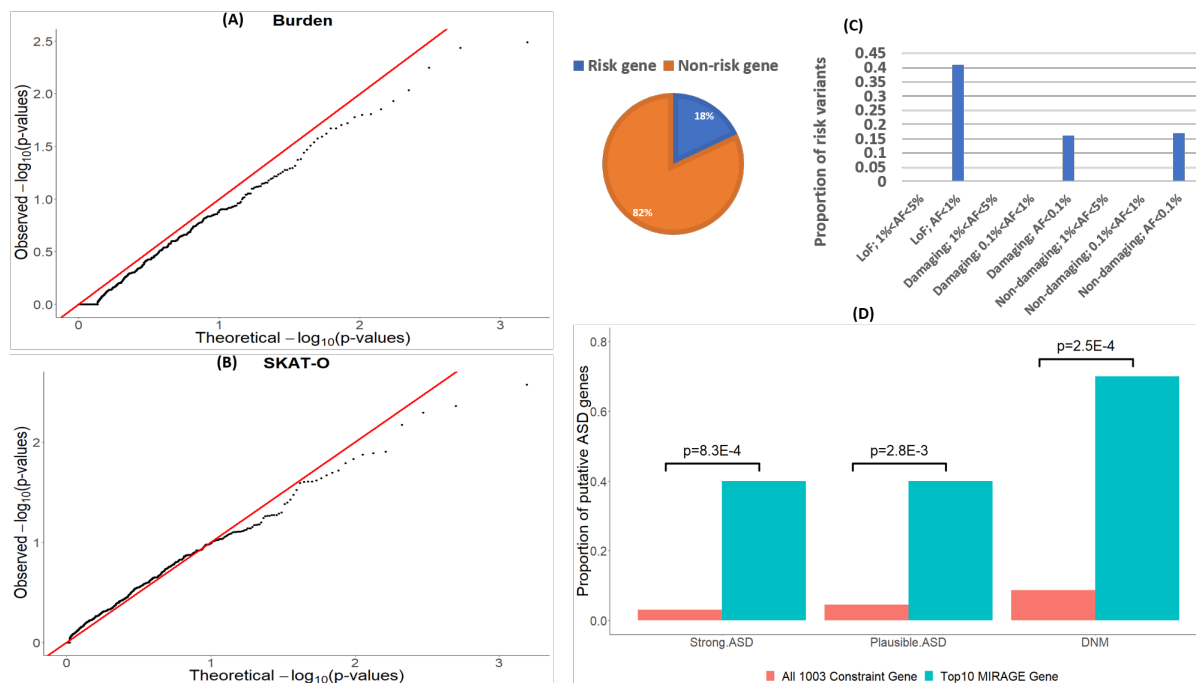 (A) Burden
Observed −log10(p-values)
2.5
2.0
1.5
1.0
0.5
0.0
0 1 2 3
Theoretical −log10(p-values)
(B) SKAT-O
Observed −log10(p-values)
2
1
0
0 1 2 3
Theoretical −log10(p-values)
Risk gene Non-risk gene
18%
82%
(C)
Proportion of risk variants
0.45
0.4
0.35
0.3
0.25
0.2
0.15
0.1
0.05
0
LoF; 1%<AF<5%
LoF; AF<1%
Damaging; 1%<AF<5%
Damaging; 0.1%<AF<1%
Damaging; AF<0.1%
Non-damaging; 1%<AF<5%
Non-damaging; 0.1%<AF<1%
Non-damaging; AF<0.1%
(D)
Proportion of putative ASD genes
0.8
0.6
0.4
0.2
0.0
p=8.3E-4
p=2.8E-3
p=2.5E-4
Strong.ASD Plausible.ASD DNM
All 1003 Constraint Gene Top10 MIRAGE Gene